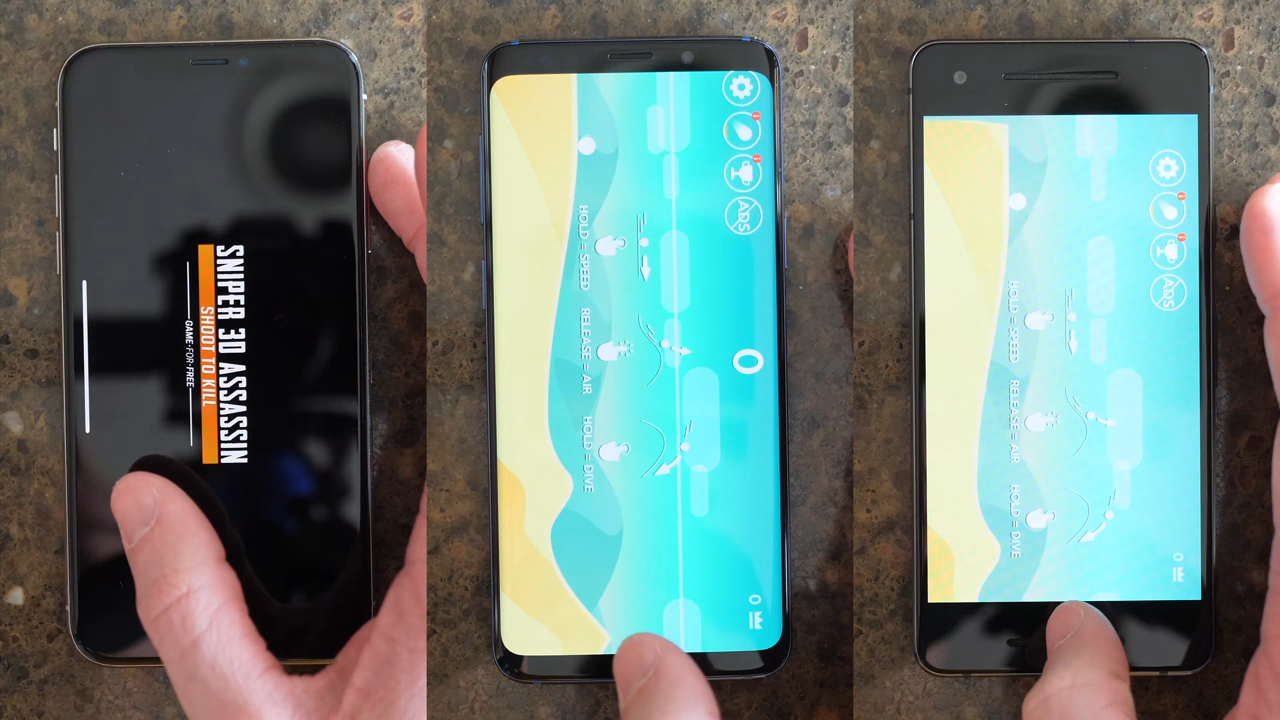 SNIPER 3D ASSASSIN
SHOOT TO KILL
GAME·FOR·FREE
ADS
0
HOLD = SPEED
RELEASE = AIR
HOLD = DIVE
0
ADS
HOLD = SPEED
RELEASE = AIR
HOLD = DIVE
0